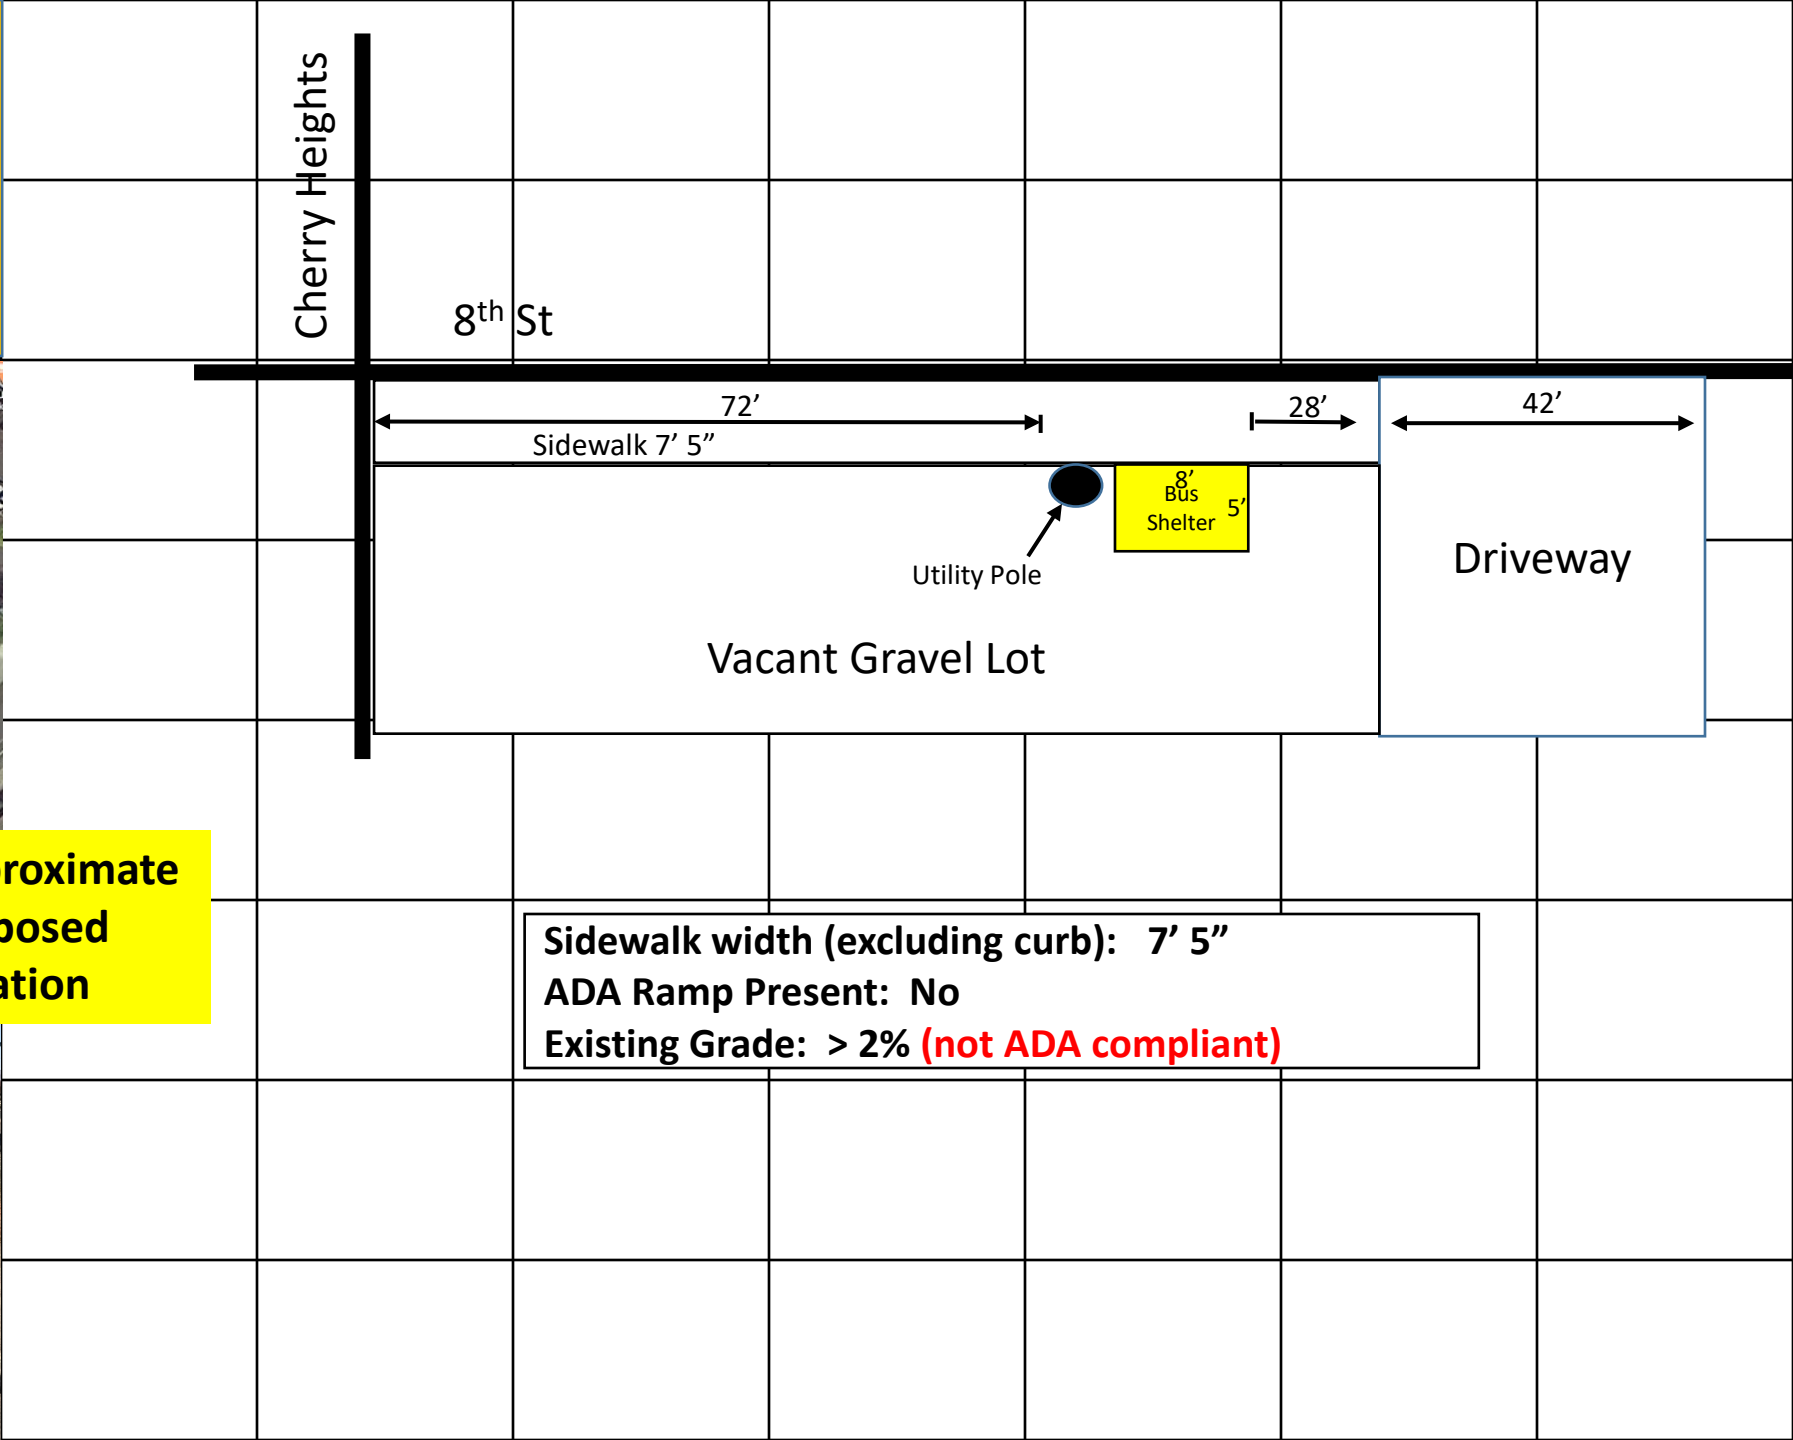 Cherry Heights
8th St
72’
28’
42’
Sidewalk 7’ 5”
8’
Bus
Shelter
5’
Utility Pole
Driveway
Vacant Gravel Lot
roximate
posed
ation
Sidewalk width (excluding curb): 7’ 5”
ADA Ramp Present: No
Existing Grade: > 2% (not ADA compliant)